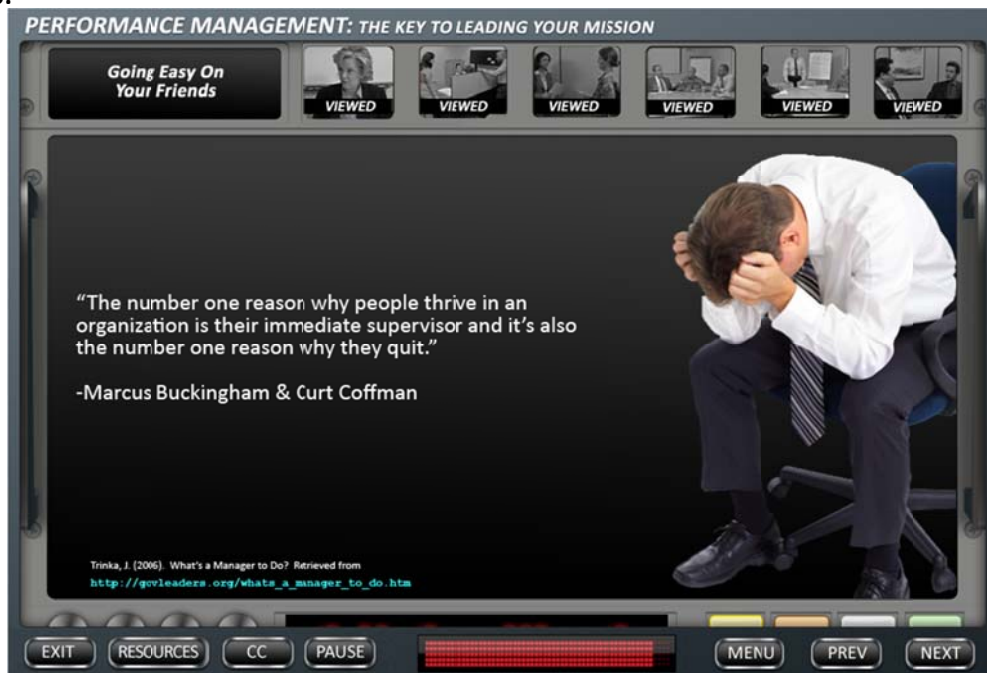 PERFORMANCE MANAGEMENT: THE KEY TO LEADING YOUR MISSION
Going Easy On
Your Friends
VIEWED
VIEWED
VIEWED
VIEWED
VIEWED
VIEWED
“The number one reason why people thrive in an
organization is their immediate supervisor and it’s also
the number one reason why they quit.”
-Marcus Buckingham & Curt Coffman
Trinka, J. (2006). What’s a Manager to Do? Retrieved from
http://govleaders.org/whats_a_manager_to_do.htm
EXIT
RESOURCES
CC
PAUSE
MENU
PREV
NEXT